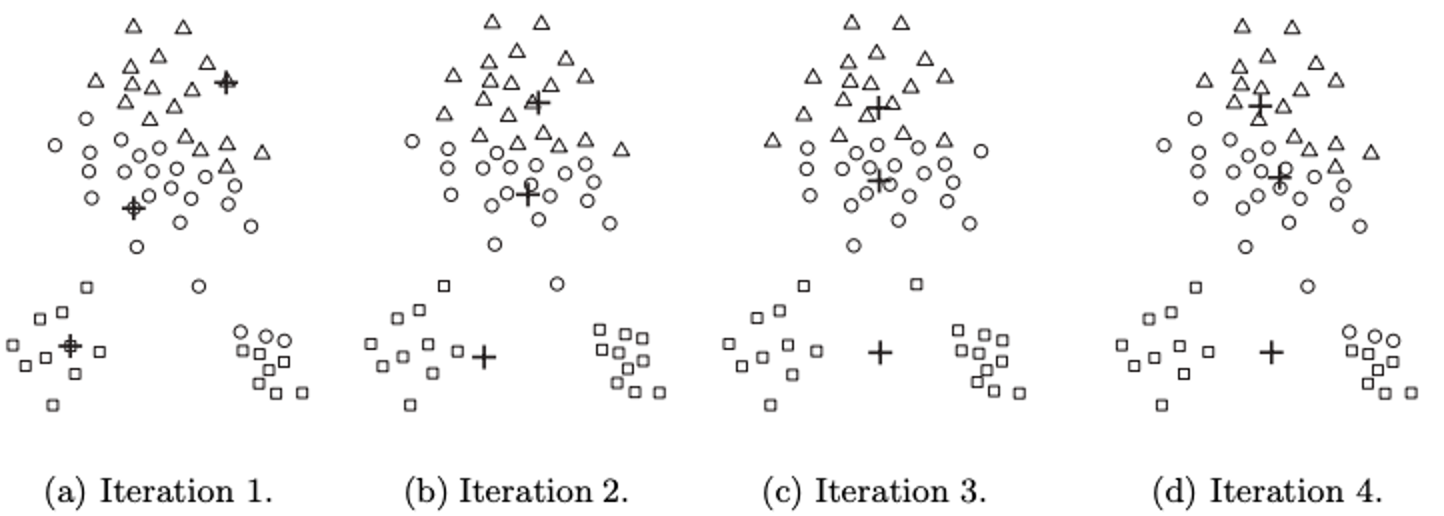 (a) Iteration 1.
(b) Iteration 2.
(c) Iteration 3.
(d) Iteration 4.